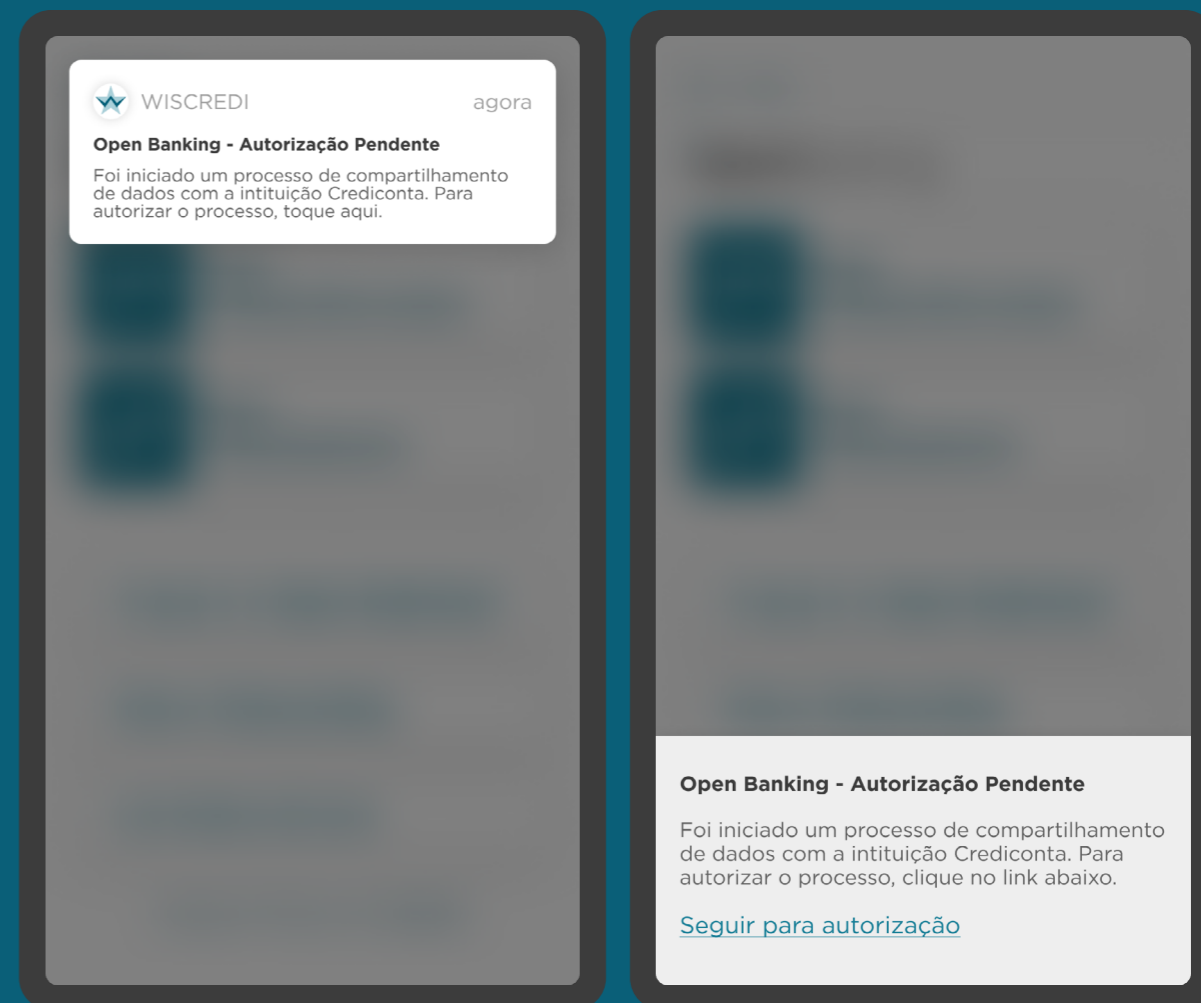 WISCREDI agora
Open Banking - Autorização Pendente
Foi iniciado um processo de compartilhamento
de dados com a intituição Crediconta. Para
autorizar o processo, toque aqui.
Open Banking - Autorização Pendente
Foi iniciado um processo de compartilhamento
de dados com a intituição Crediconta. Para
autorizar o processo, clique no link abaixo.
Seguir para autorização